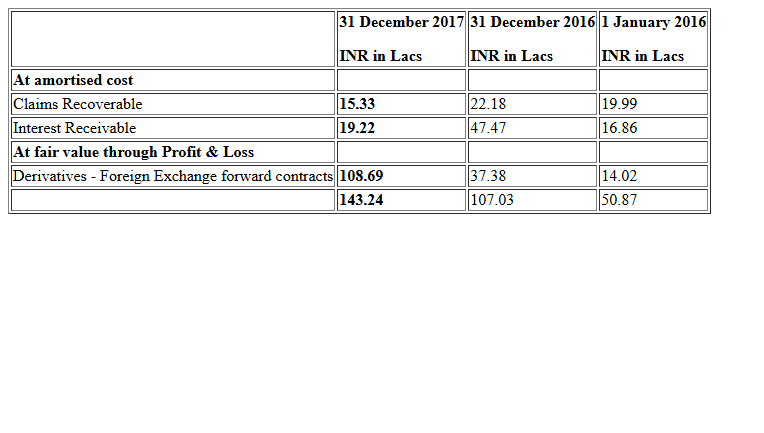 31 December 2017 31 December 2016 1 January 2016
INR in Lacs INR in Lacs INR in Lacs
At amortised cost
Claims Recoverable 15.33 22.18 19.99
Interest Receivable 19.22 47.47 16.86
At fair value through Profit & Loss
Derivatives - Foreign Exchange forward contracts 108.69 37.38 14.02
143.24 107.03 50.87